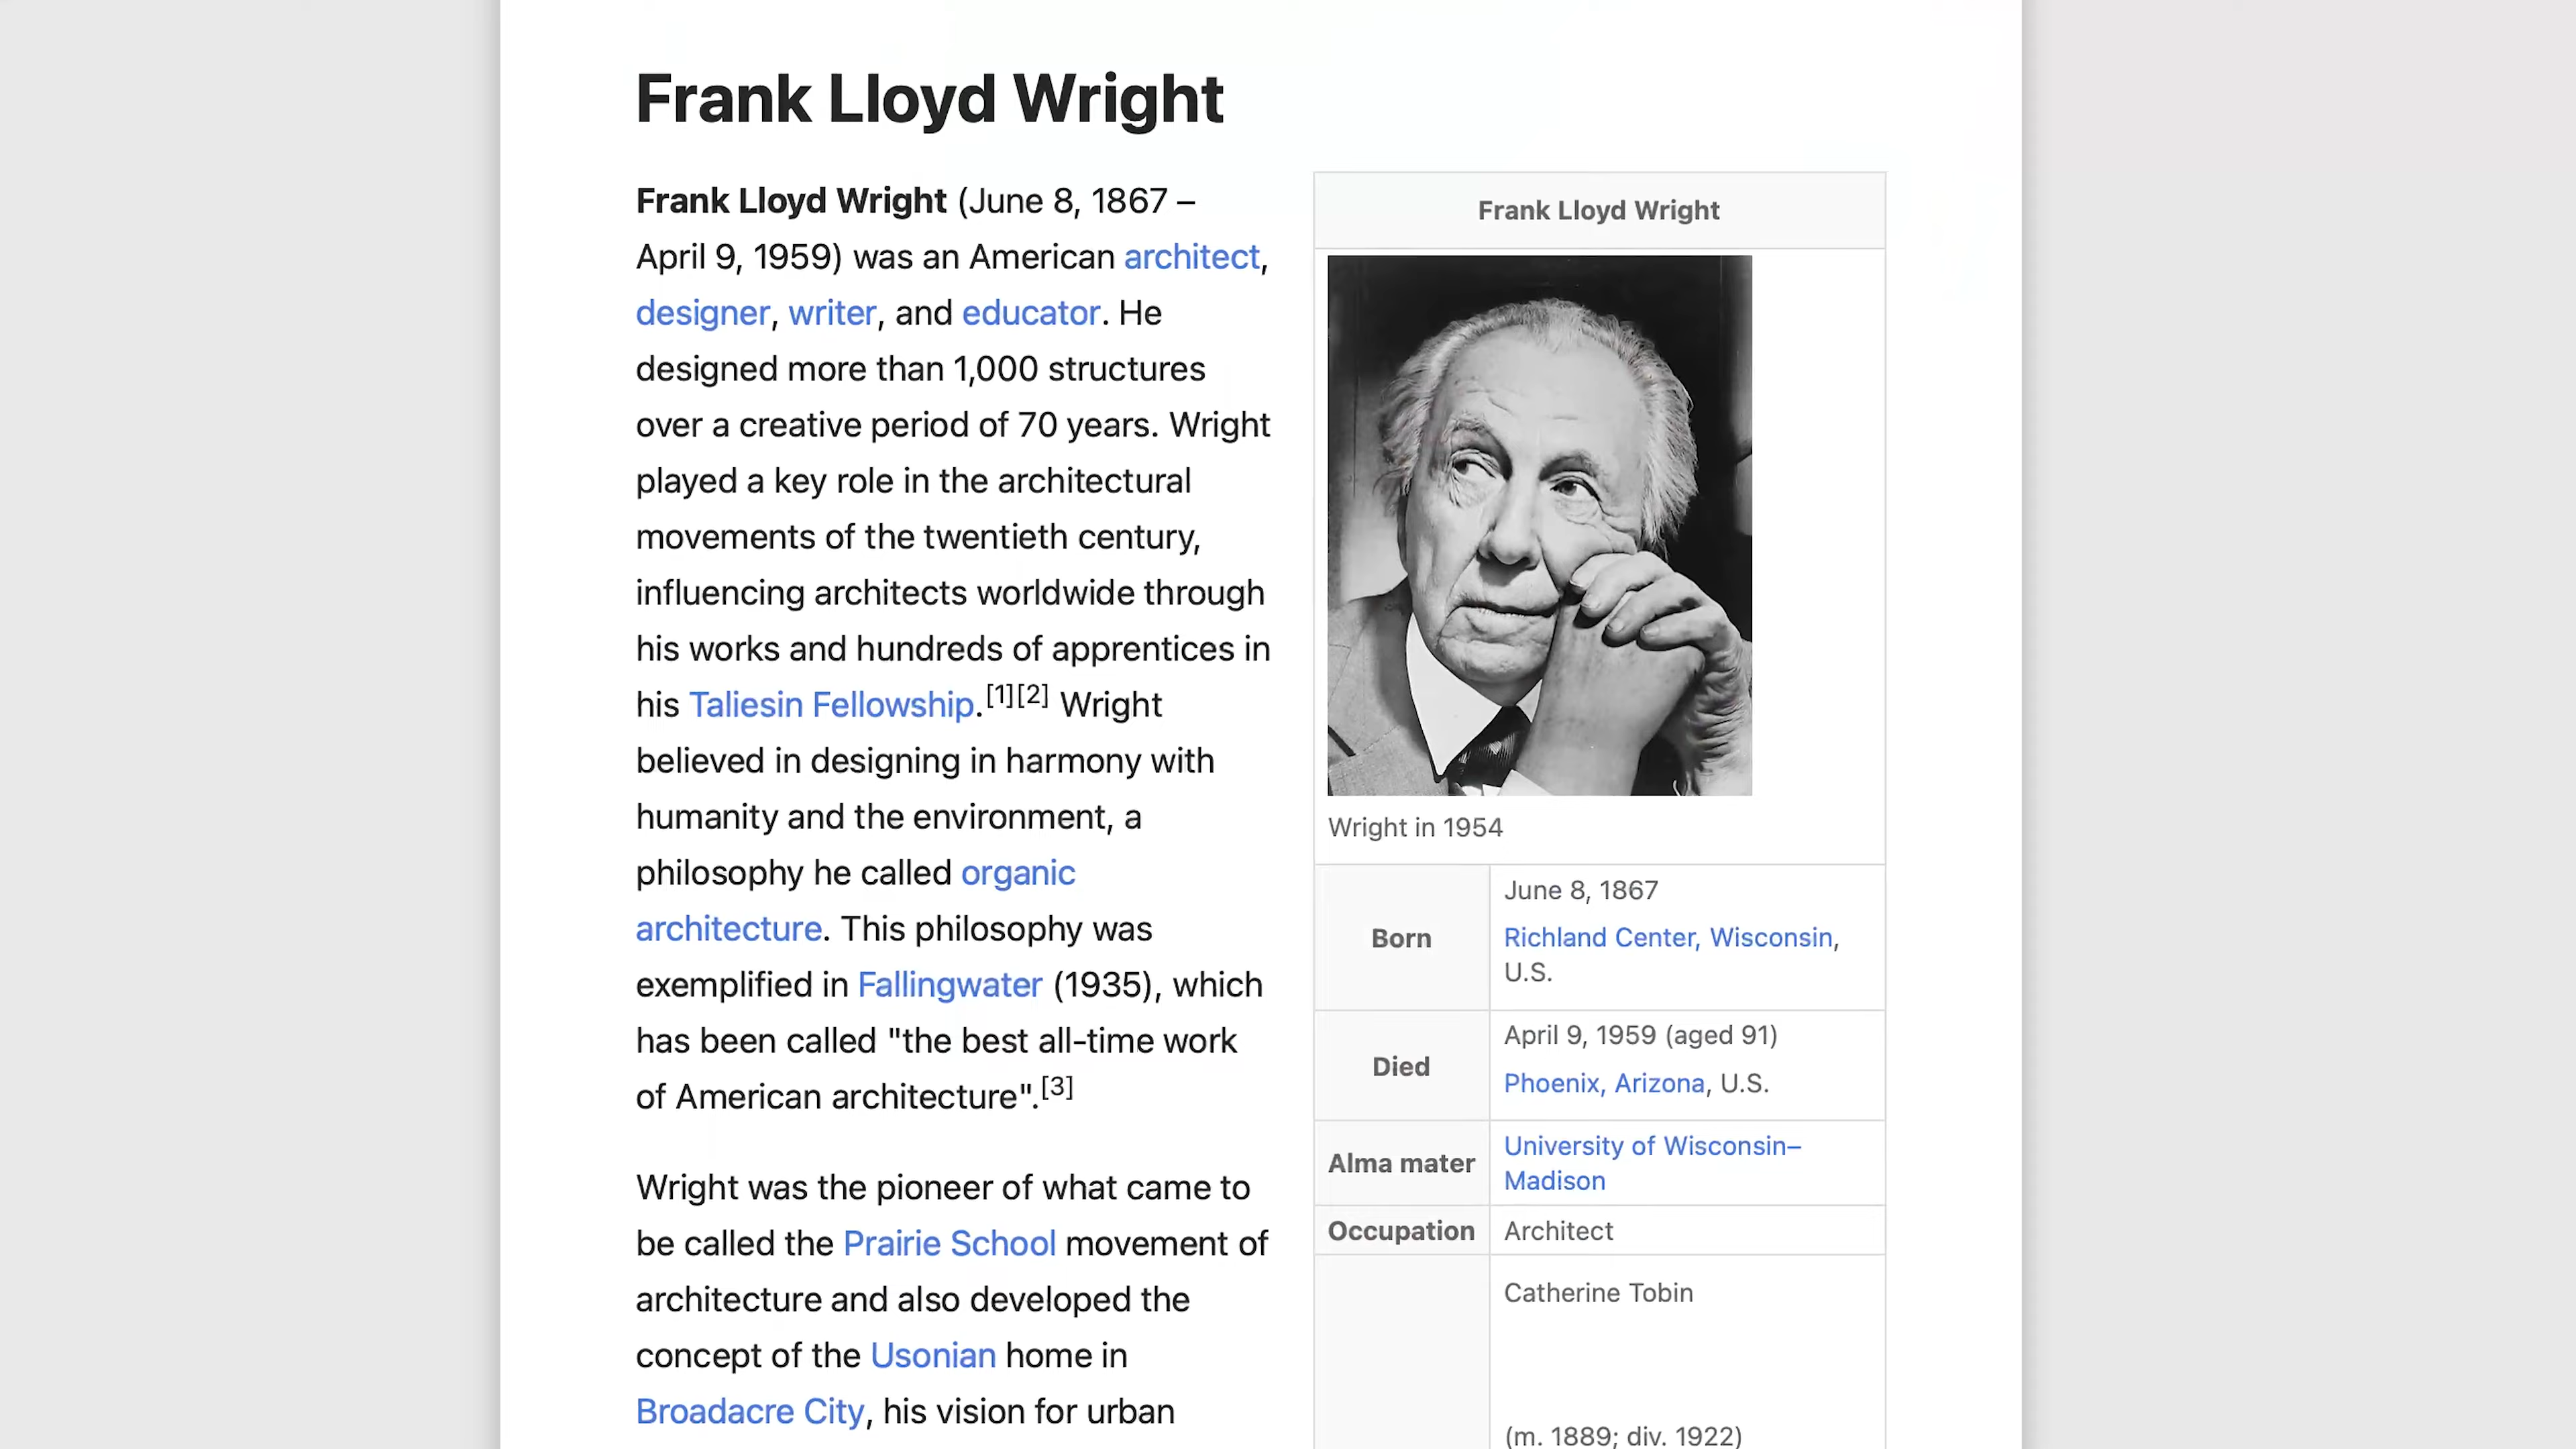 Frank Lloyd Wright
Frank Lloyd Wright (June 8, 1867 –
April 9, 1959) was an American architect,
designer, writer, and educator. He
designed more than 1,000 structures
over a creative period of 70 years. Wright
played a key role in the architectural
movements of the twentieth century,
influencing architects worldwide through
his works and hundreds of apprentices in
his Taliesin Fellowship.[1][2] Wright
believed in designing in harmony with
humanity and the environment, a
philosophy he called organic
architecture. This philosophy was
exemplified in Fallingwater (1935), which
has been called "the best all-time work
of American architecture".[3]
Wright was the pioneer of what came to
be called the Prairie School movement of
architecture and also developed the
concept of the Usonian home in
Broadacre City, his vision for urban
Frank Lloyd Wright
Wright in 1954
Born
June 8, 1867
Richland Center, Wisconsin,
U.S.
Died
April 9, 1959 (aged 91)
Phoenix, Arizona, U.S.
Alma mater
University of Wisconsin–
Madison
Occupation
Architect
Catherine Tobin
(m. 1889; div. 1922)